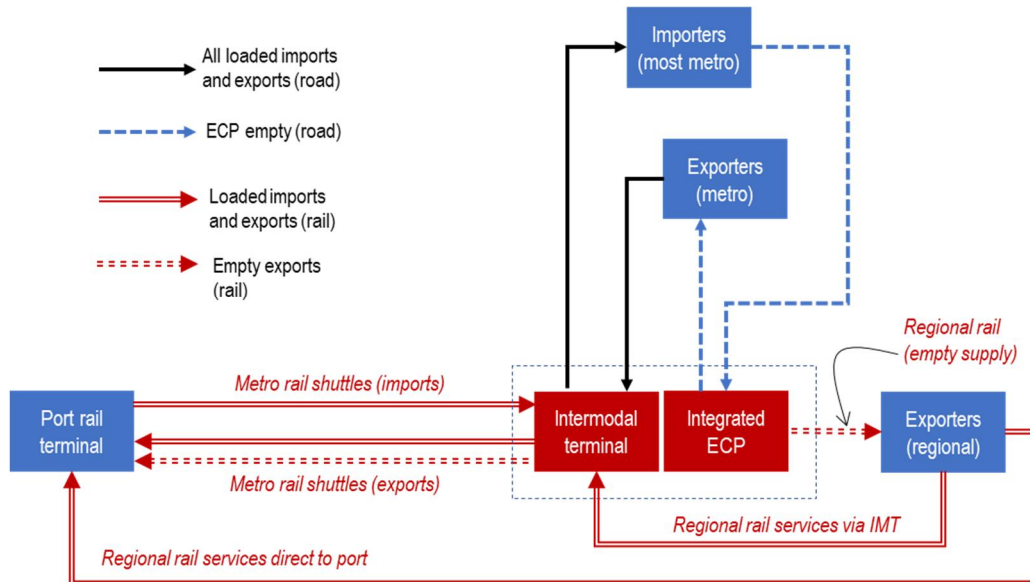 All loaded imports
and exports (road)
ECP empty (road)
Loaded imports
and exports (rail)
Empty exports
(rail)
Importers
(most metro)
Exporters
(metro)
Regional rail
(empty supply)
Metro rail shuttles (imports)
Port rail
terminal
Intermodal
terminal
Integrated
ECP
Exporters
(regional)
Metro rail shuttles (exports)
Regional rail services via IMT
Regional rail services direct to port